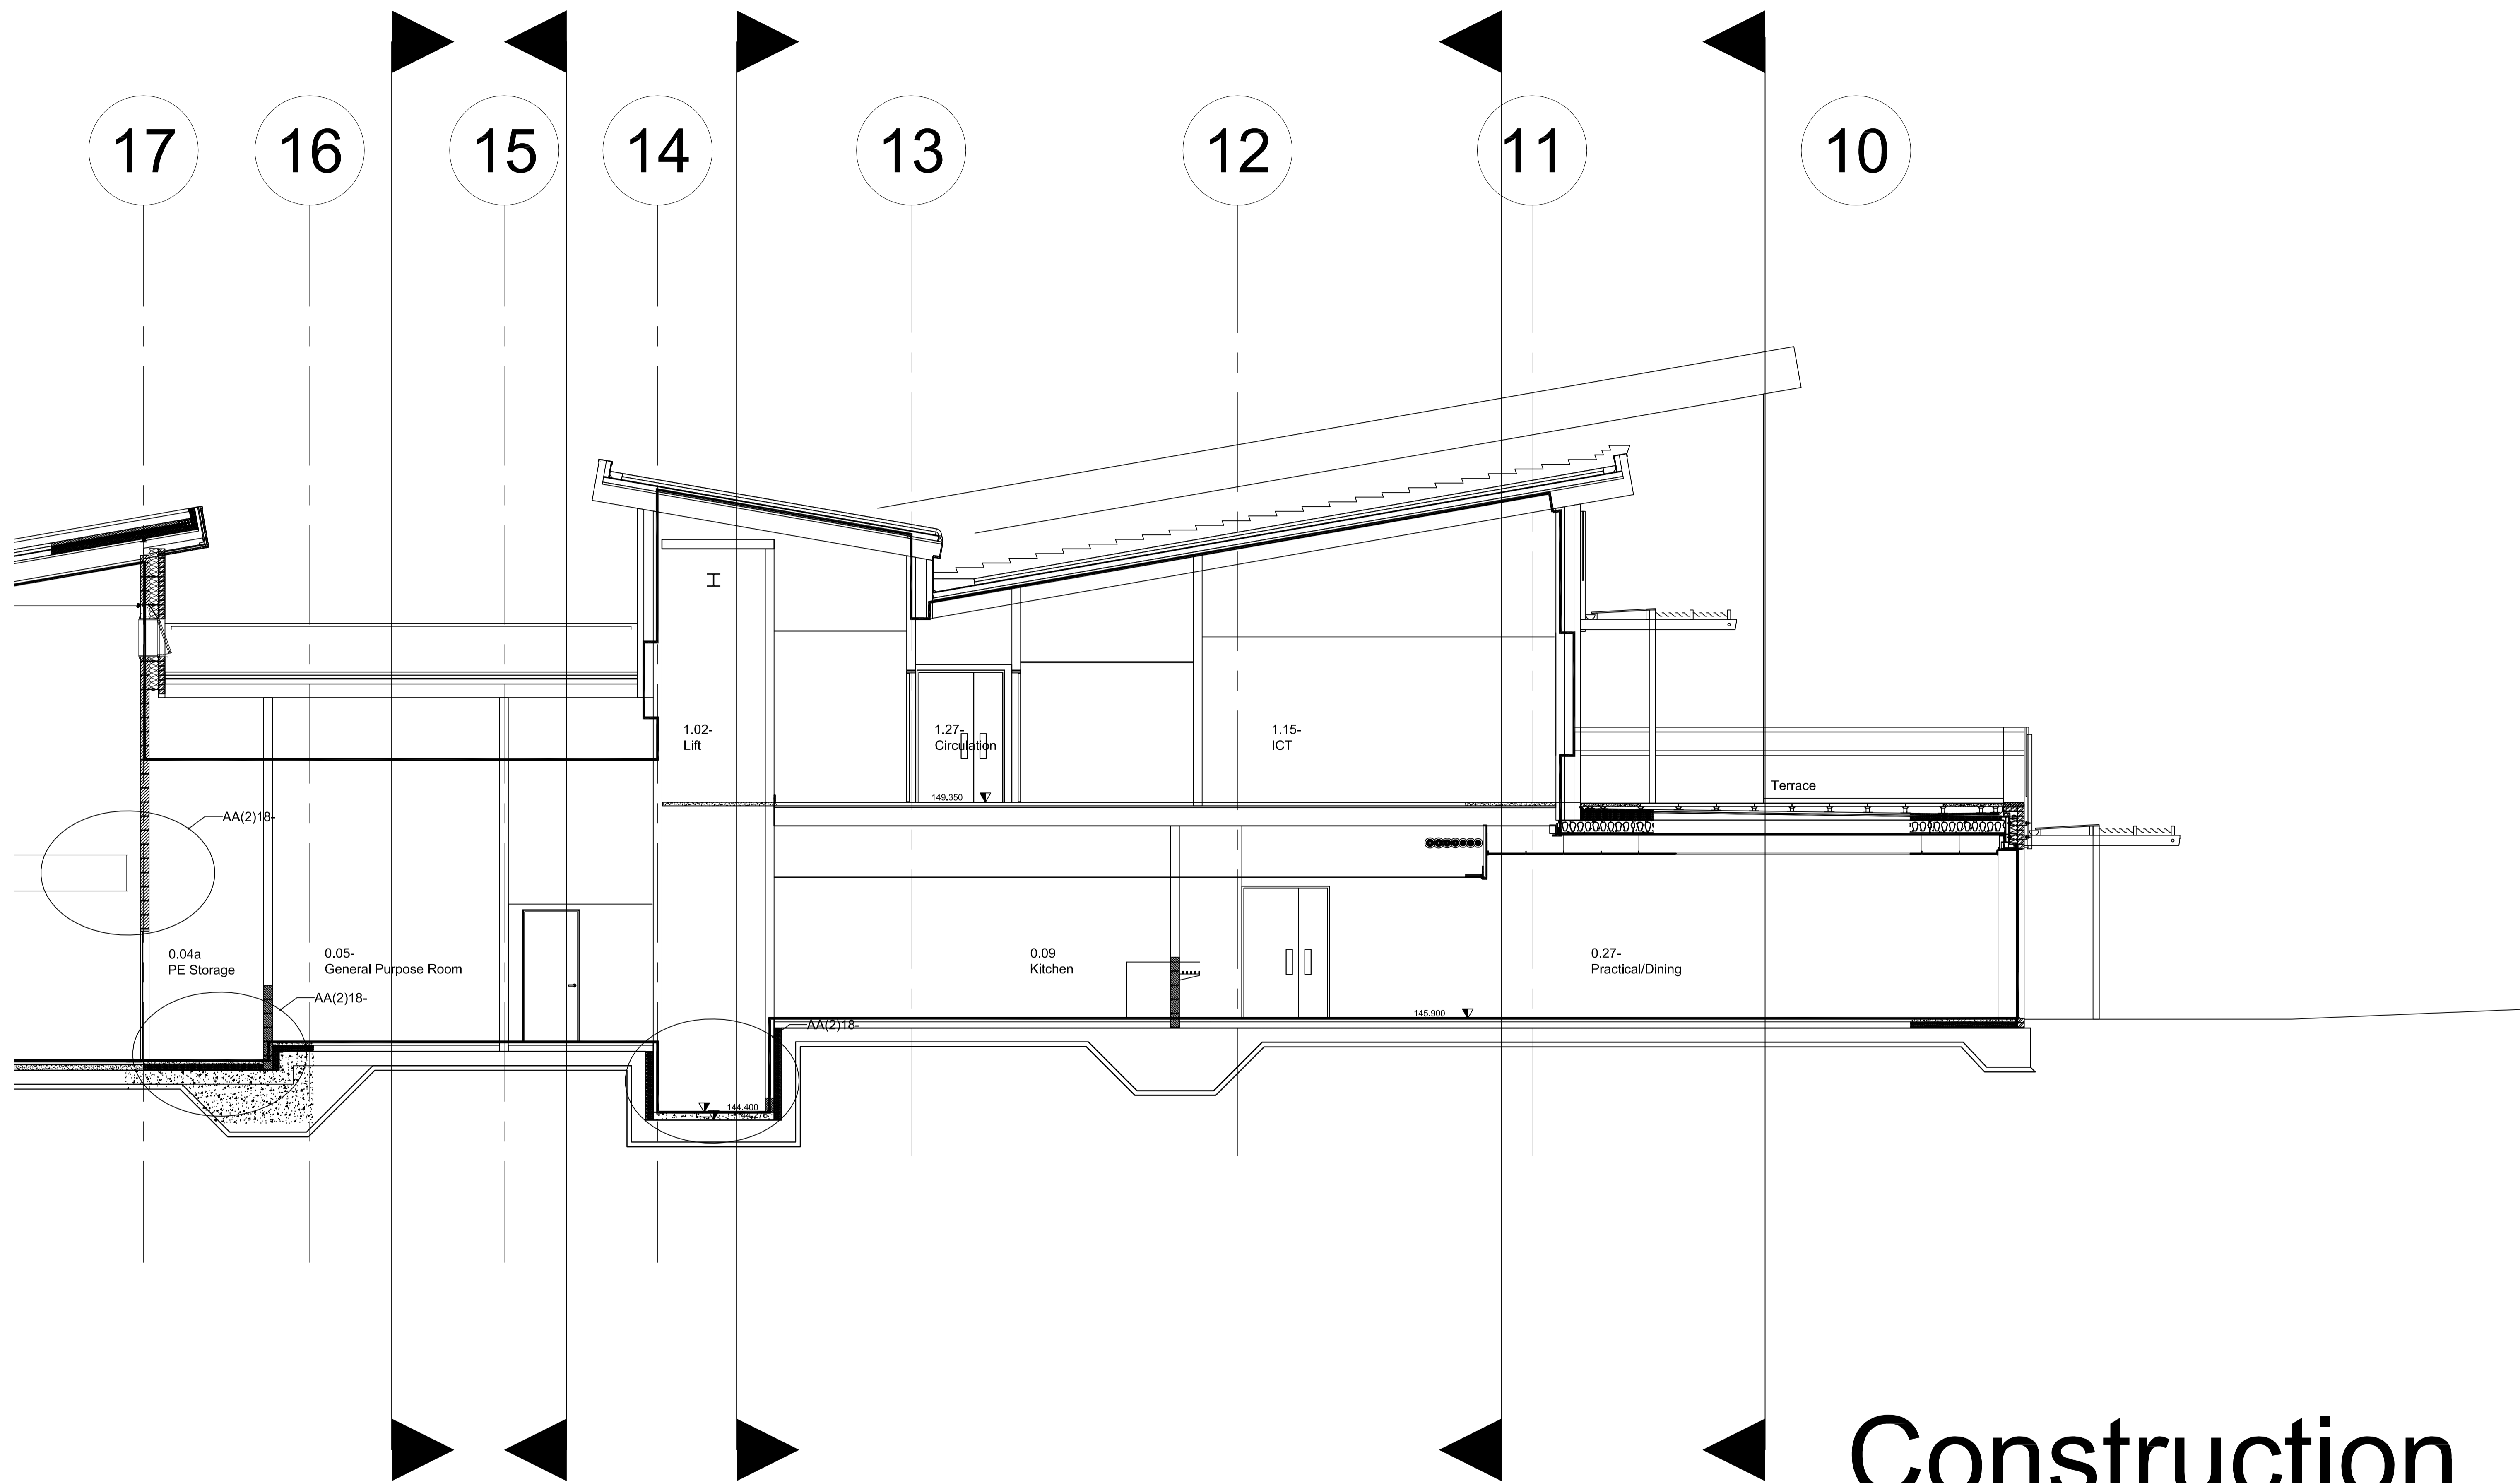 17 16 15 14 13 12 11 10
1.02-
Lift
1.27-
Circulation
1.15-
ICT
Terrace
149.350
AA(2)18-
0.04a
PE Storage
0.05-
General Purpose Room
0.09
Kitchen
0.27-
Practical/Dining
AA(2)18-
145.900
AA(2)18-
144.400
Construction